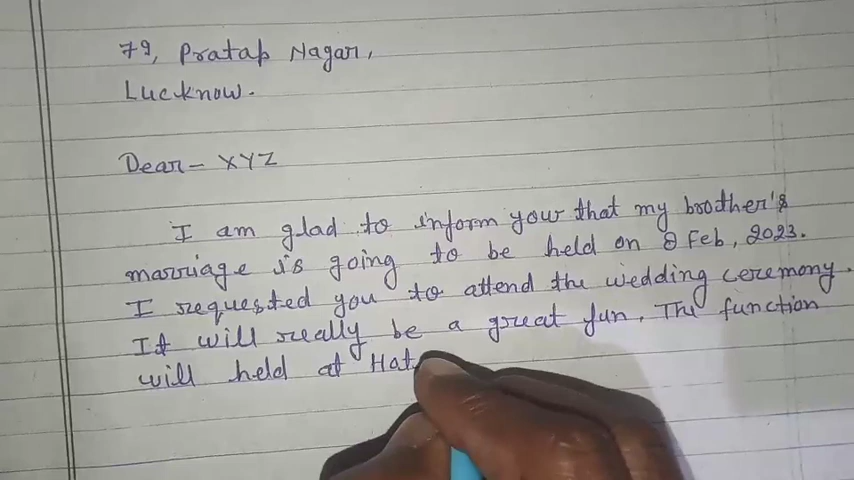 79, Pratap Nagar,
Lucknow.
Dear - XYZ
I am glad to inform your that my brother's
marriage is going to be held on 8 Feb, 2023.
I requested you to attend the wedding ceremony.
It will really be a great fun. The function
will held at Hat